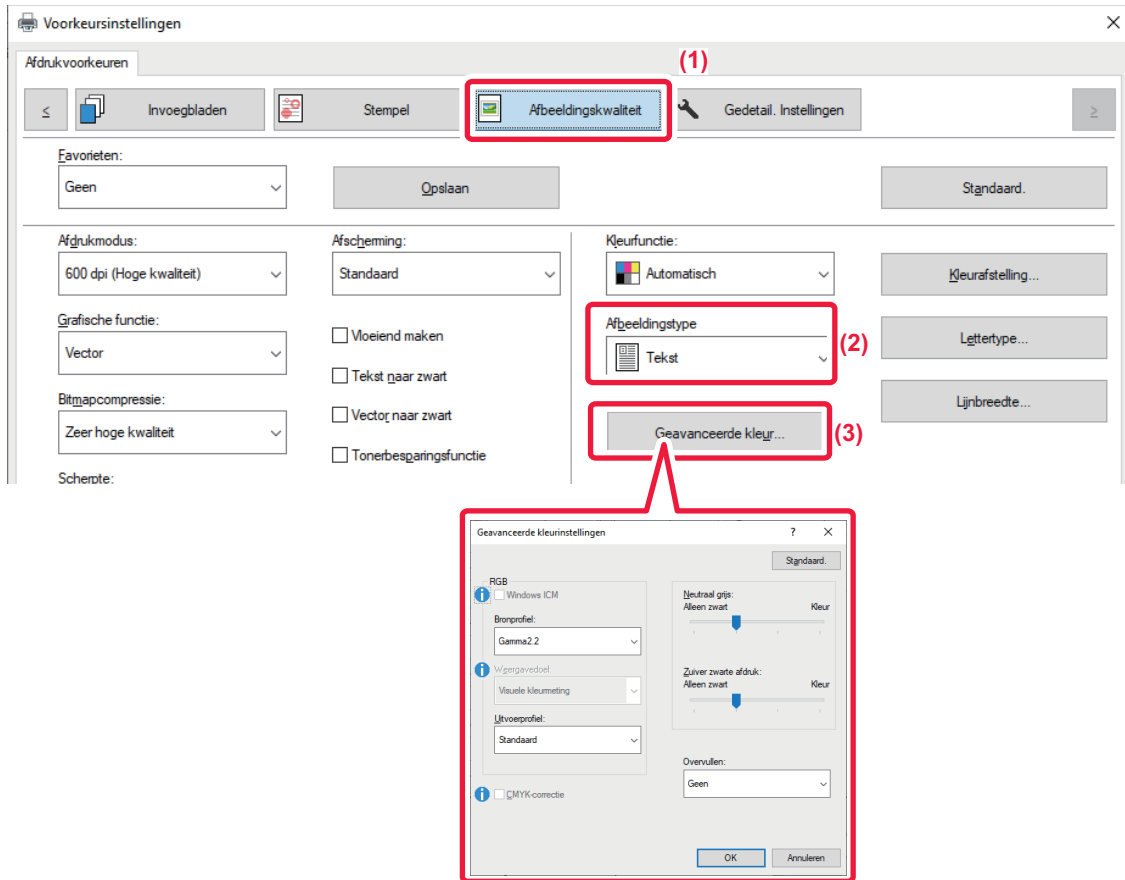 Voorkeursinstellingen
Afdrukvoorkeuren
(1)
≤ Invoegbladen Stempel Afbeeldingskwaliteit Gedetail. Instellingen ≥
Favorieten:
Geen Opslaan Standaard.
Afdrukmodus: Afscherming: Kleurfunctie:
600 dpi (Hoge kwaliteit) Standaard Automatisch Kleurafstelling...
Grafische functie: Afbeeldingstype
Vector Vloeiend maken Tekst (2) Lettertype...
Tekst naar zwart
Bitmapcompressie: Lijnbreedte...
Zeer hoge kwaliteit Vector naar zwart Geavanceerde kleur... (3)
Tonerbesparingsfunctie
Scherpte:
Geavanceerde kleurinstellingen ?
Standaard.
RGB
Windows ICM
Bronprofiel:
Gamma2.2
Weergavedoel:
Visuele kleurmeting
Uitvoerprofiel:
Standaard
CMYK-correctie
Neutraal grijs:
Alleen zwart Kleur
Zuiver zwarte afdruk:
Alleen zwart Kleur
Overvullen:
Geen
OK Annuleren